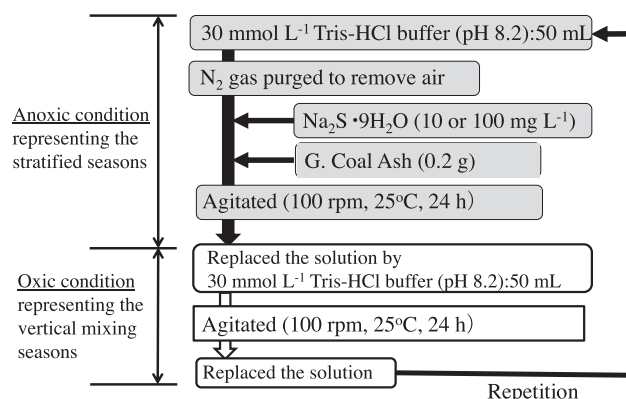 30 mmol L-1 Tris-HCl buffer (pH 8.2):50 mL
N2 gas purged to remove air
Anoxic condition
representing the
stratified seasons
Na2S •9H2O (10 or 100 mg L-1)
G. Coal Ash (0.2 g)
Agitated (100 rpm, 25oC, 24 h)
Oxic condition
representing the
vertical mixing
seasons
Replaced the solution by
30 mmol L-1 Tris-HCl buffer (pH 8.2):50 mL
Agitated (100 rpm, 25oC, 24 h)
Replaced the solution
Repetition